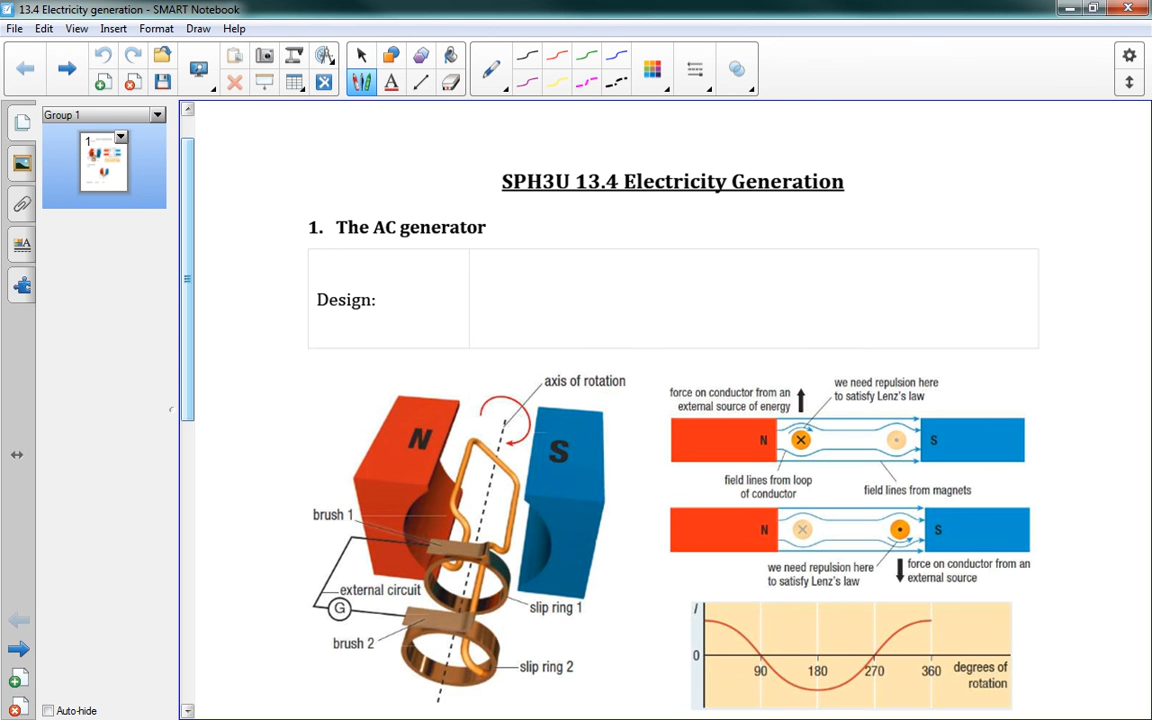 13.4 Electricity generation - SMART Notebook
File Edit View Insert Format Draw Help
Group 1
1
SPH3U 13.4 Electricity Generation
1. The AC generator
Design:
axis of rotation
N
S
brush 1
external circuit
G
slip ring 1
brush 2
slip ring 2
force on conductor from an
external source of energy
we need repulsion here
to satisfy Lenz's law
N
S
field lines from loop
of conductor
field lines from magnets
N
S
we need repulsion here
to satisfy Lenz's law
force on conductor from an
external source
I
0
90 180 270 360
degrees of
rotation
Auto-hide